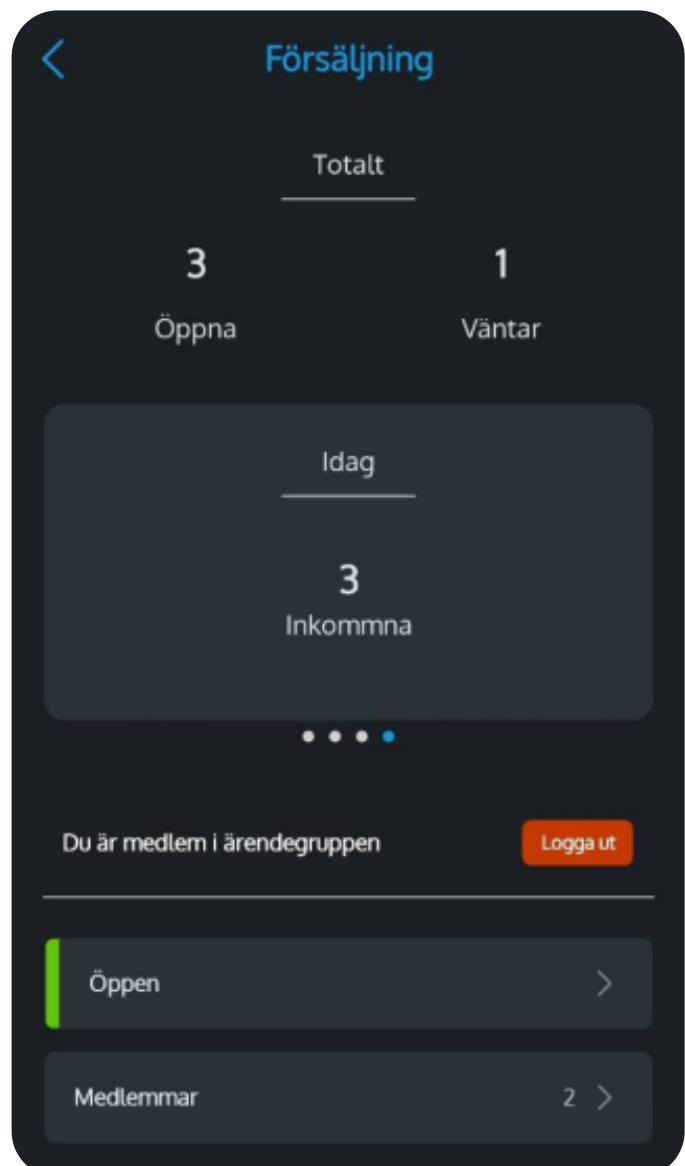 Försäljning
Totalt
3 1
Öppna Väntar
Idag
3
Inkommna
Du är medlem i ärendegruppen Logga ut
Öppen
Medlemmar 2